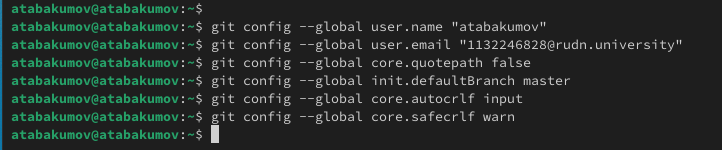 atabakumov@atabakumov:~$
atabakumov@atabakumov:~$ git config --global user.name "atabakumov"
atabakumov@atabakumov:~$ git config --global user.email "1132246828@rudn.university"
atabakumov@atabakumov:~$ git config --global core.quotepath false
atabakumov@atabakumov:~$ git config --global init.defaultBranch master
atabakumov@atabakumov:~$ git config --global core.autocrlf input
atabakumov@atabakumov:~$ git config --global core.safecrlf warn
atabakumov@atabakumov:~$